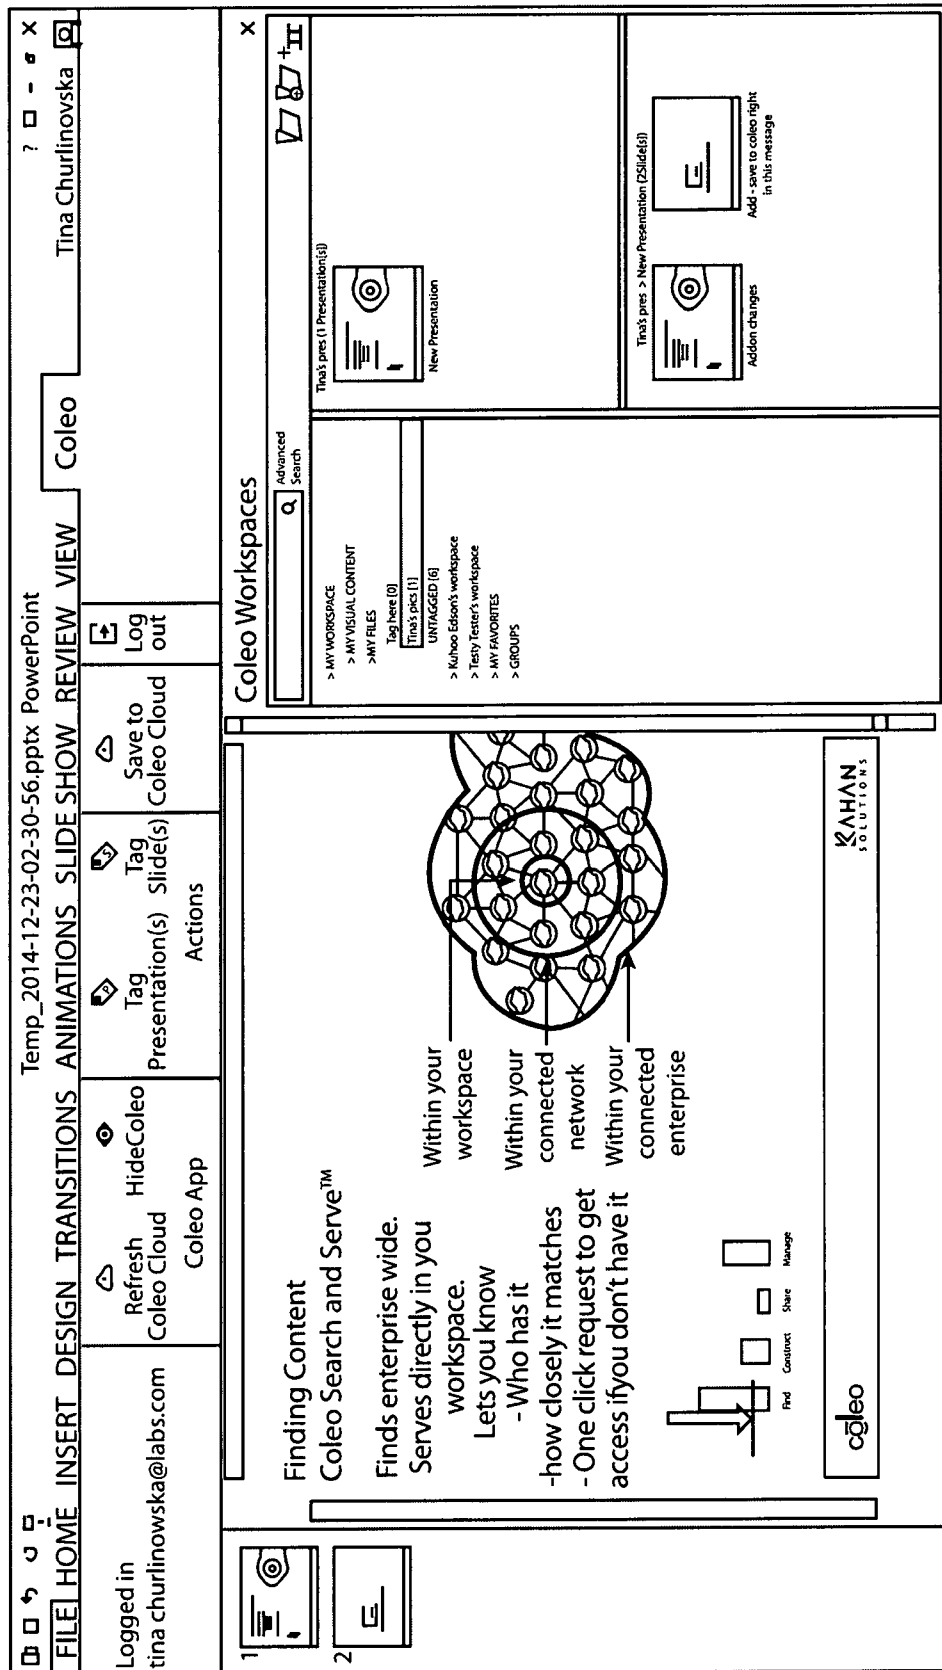 Temp_2014-12-23-02-30-56.pptx PowerPoint
?
FILE HOME INSERT DESIGN TRANSITIONS ANIMATIONS SLIDE SHOW REVIEW VIEW Coleo
Tina Churlinovska
Logged in
tina churlinowska@labs.com
Refresh
Coleo Cloud
HideColeo
Coleo App
P
Tag
Presentation(s)
S
Tag
Slide(s)
Actions
Save to
Coleo Cloud
Log
out
1
2
Finding Content
Coleo Search and Serve™
Finds enterprise wide.
Serves directly in you
workspace.
Lets you know
- Who has it
-how closely it matches
- One click request to get
access ifyou don't have it
Within your
workspace
Within your
connected
network
Within your
connected
enterprise
Find
Construct
Share
Manage
cōleo
KAHAN
SOLUTIONS
Coleo Workspaces
Advanced
Search
> MY WORKSPACE
> MY VISUAL CONTENT
>MY FILES
Tag here [0]
Tina's pics [1]
UNTAGGED [6]
> Kuhoo Edson's workspace
> Testy Tester's workspace
> MY FAVORITES
> GROUPS
Tina's pres (1 Presentation[s])
New Presentation
Tina's pres > New Presentation (2Slide[s])
Addon changes
Add - save to coleo right
in this message